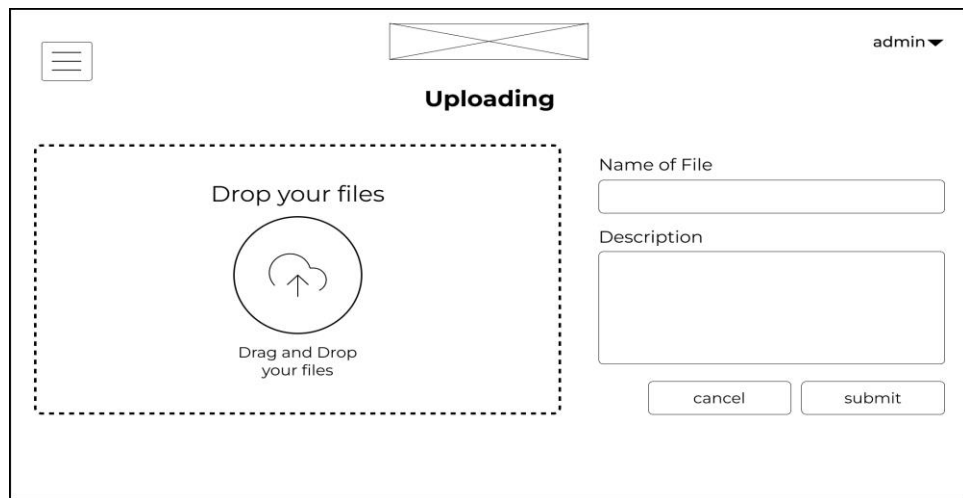 admin
Uploading
Drop your files
Drag and Drop
your files
Name of File
Description
cancel
submit